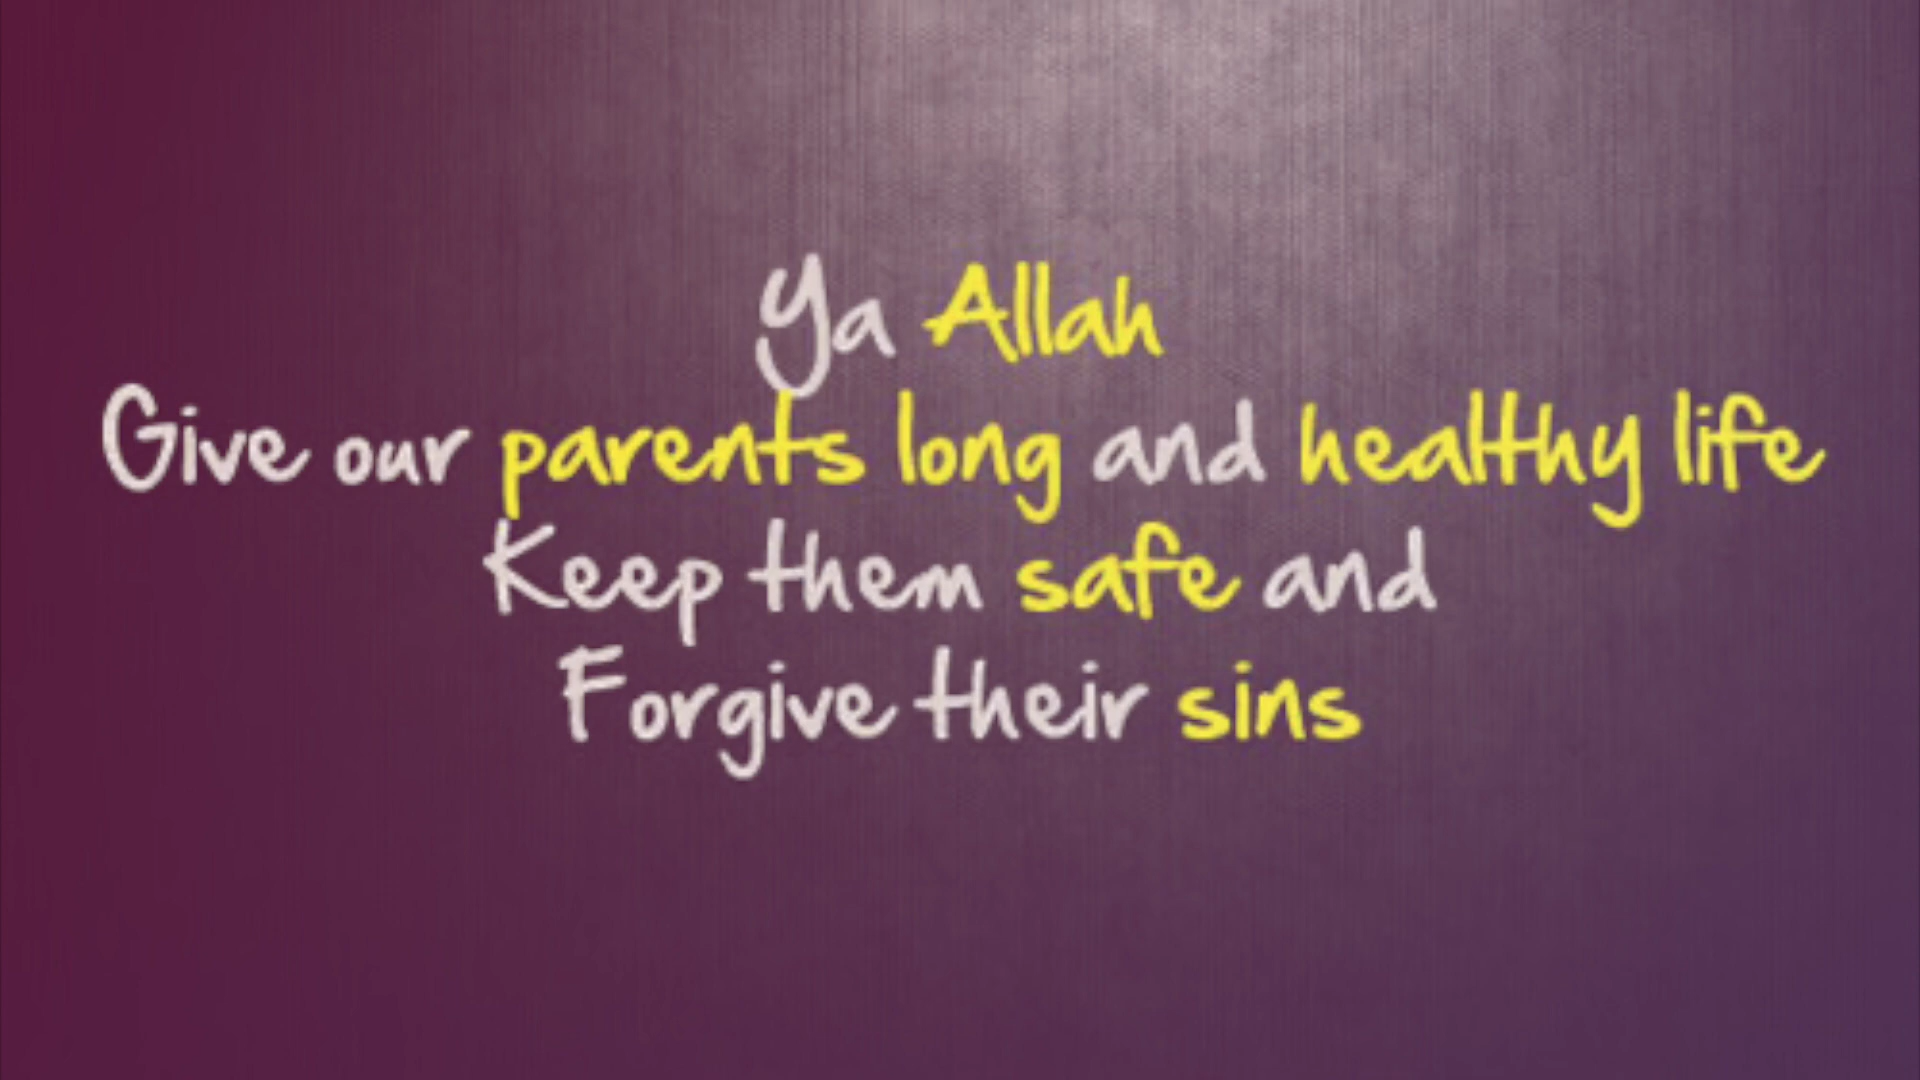 Ya Allah
Give our parents long and healthy life
Keep them safe and
Forgive their sins